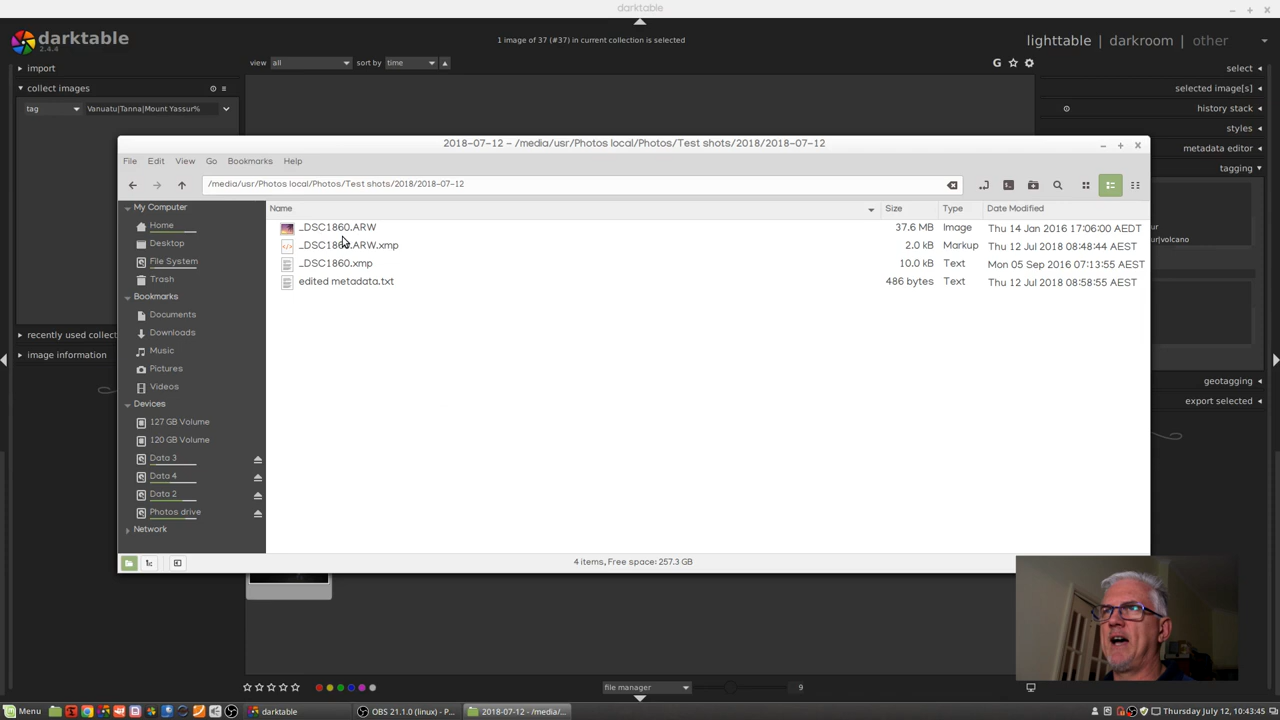 darktable
darktable
2.4.4
1 image of 37 (#37) in current collection is selected
lighttable | darkroom | other
import
view all sort by time
G
select
collect images
selected image[s]
tag Vanuatu|Tanna|Mount Yassur%
history stack
styles
2018-07-12 - /media/usr/Photos local/Photos/Test shots/2018/2018-07-12
metadata editor
File Edit View Go Bookmarks Help
tagging
/media/usr/Photos local/Photos/Test shots/2018/2018-07-12
My Computer
Name Size Type Date Modified
Home
_DSC1860.ARW 37.6 MB Image Thu 14 Jan 2016 17:06:00 AEDT
ur
Desktop
_DSC1860.ARW.xmp 2.0 kB Markup Thu 12 Jul 2018 08:48:44 AEST
ur|volcano
File System
_DSC1860.xmp 10.0 kB Text Mon 05 Sep 2016 07:13:55 AEST
Trash
edited metadata.txt 486 bytes Text Thu 12 Jul 2018 08:58:55 AEST
Bookmarks
Documents
Downloads
recently used collect
Music
image information
Pictures
Videos
geotagging
Devices
export selected
127 GB Volume
120 GB Volume
Data 3
Data 4
Data 2
Photos drive
Network
4 items, Free space: 257.3 GB
file manager 9
Menu darktable OBS 21.1.0 (linux) - P... 2018-07-12 - /media/... Thursday July 12, 10:43:45